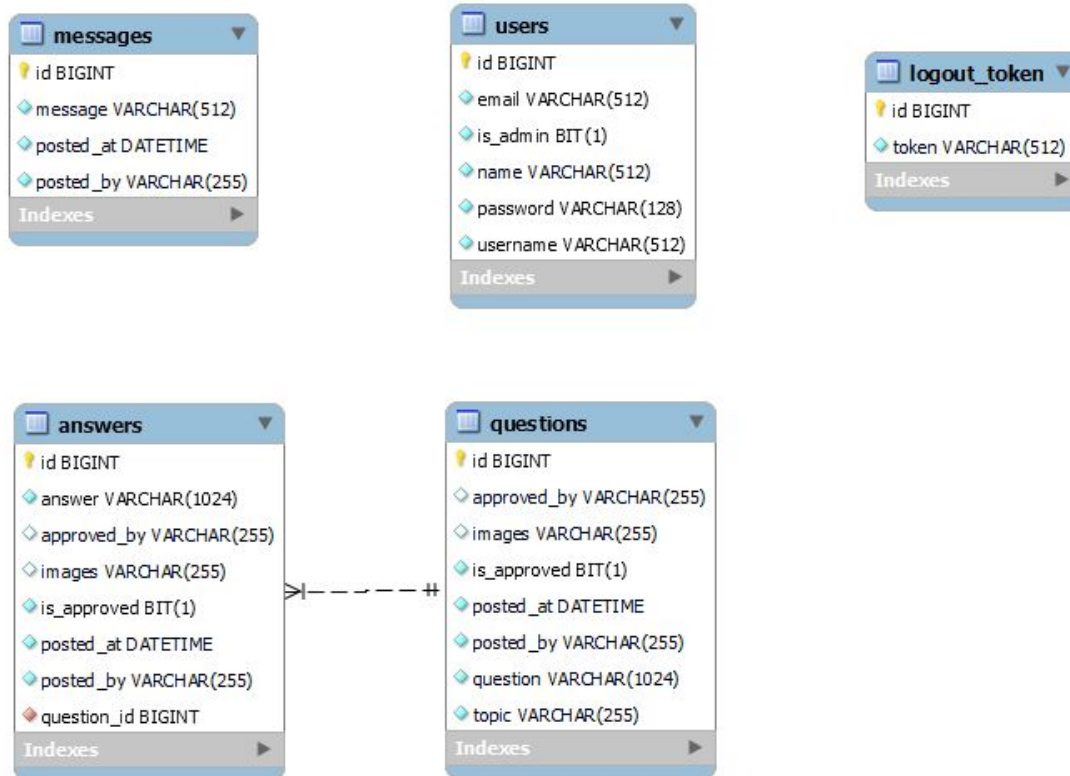 messages
id BIGINT
message VARCHAR(512)
posted_at DATETIME
posted_by VARCHAR(255)
Indexes
users
id BIGINT
email VARCHAR(512)
is_admin BIT(1)
name VARCHAR(512)
password VARCHAR(128)
username VARCHAR(512)
Indexes
logout_token
id BIGINT
token VARCHAR(512)
Indexes
answers
id BIGINT
answer VARCHAR(1024)
approved_by VARCHAR(255)
images VARCHAR(255)
is_approved BIT(1)
posted_at DATETIME
posted_by VARCHAR(255)
question_id BIGINT
Indexes
questions
id BIGINT
approved_by VARCHAR(255)
images VARCHAR(255)
is_approved BIT(1)
posted_at DATETIME
posted_by VARCHAR(255)
question VARCHAR(1024)
topic VARCHAR(255)
Indexes